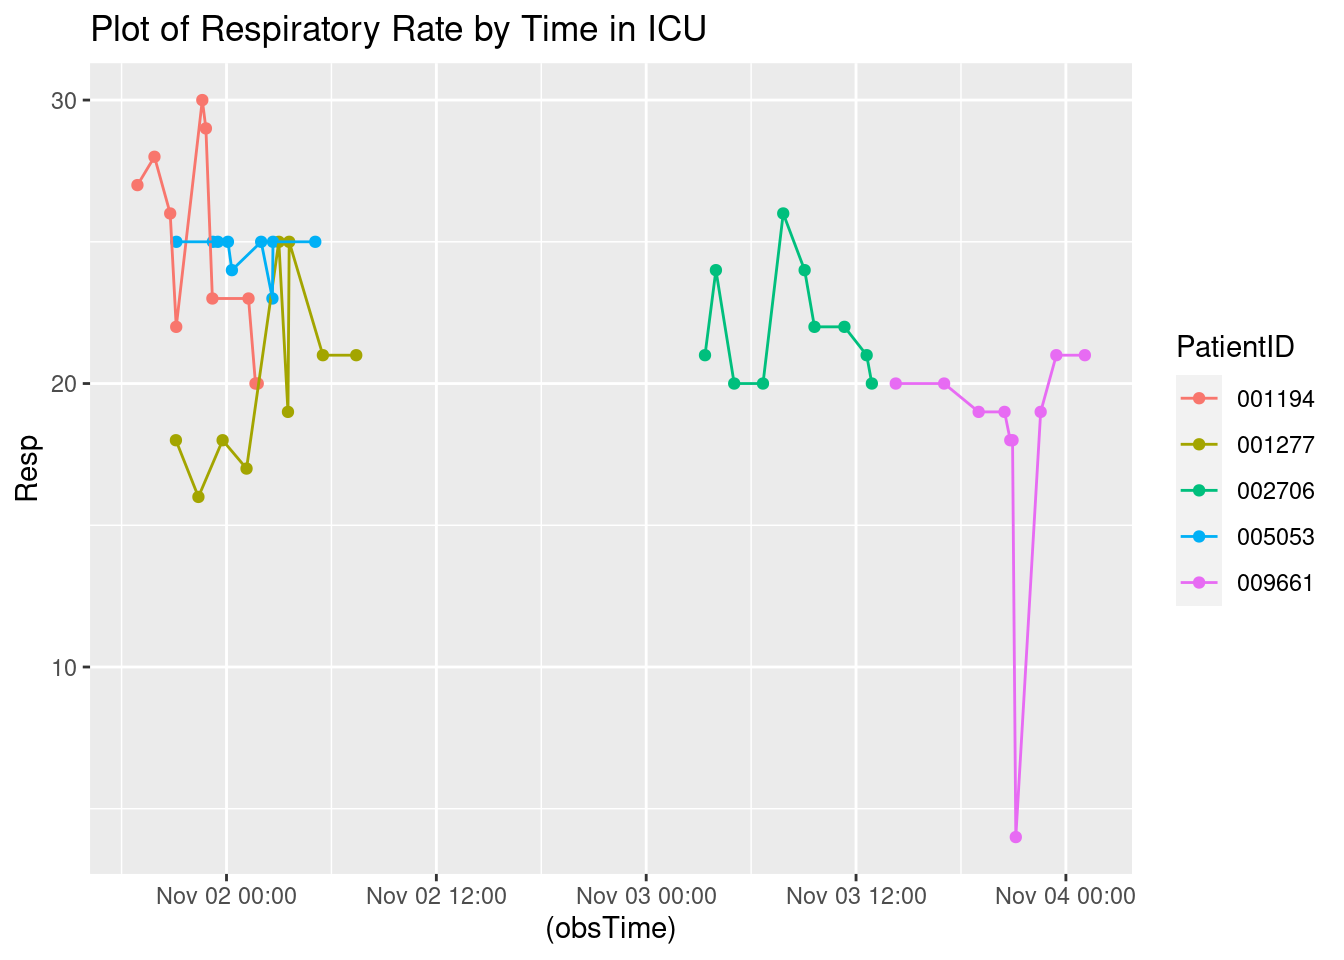 Plot of Respiratory Rate by Time in ICU
30
20
10
Resp
Nov 02 00:00
Nov 02 12:00
Nov 03 00:00
Nov 03 12:00
Nov 04 00:00
(obsTime)
PatientID
001194
001277
002706
005053
009661